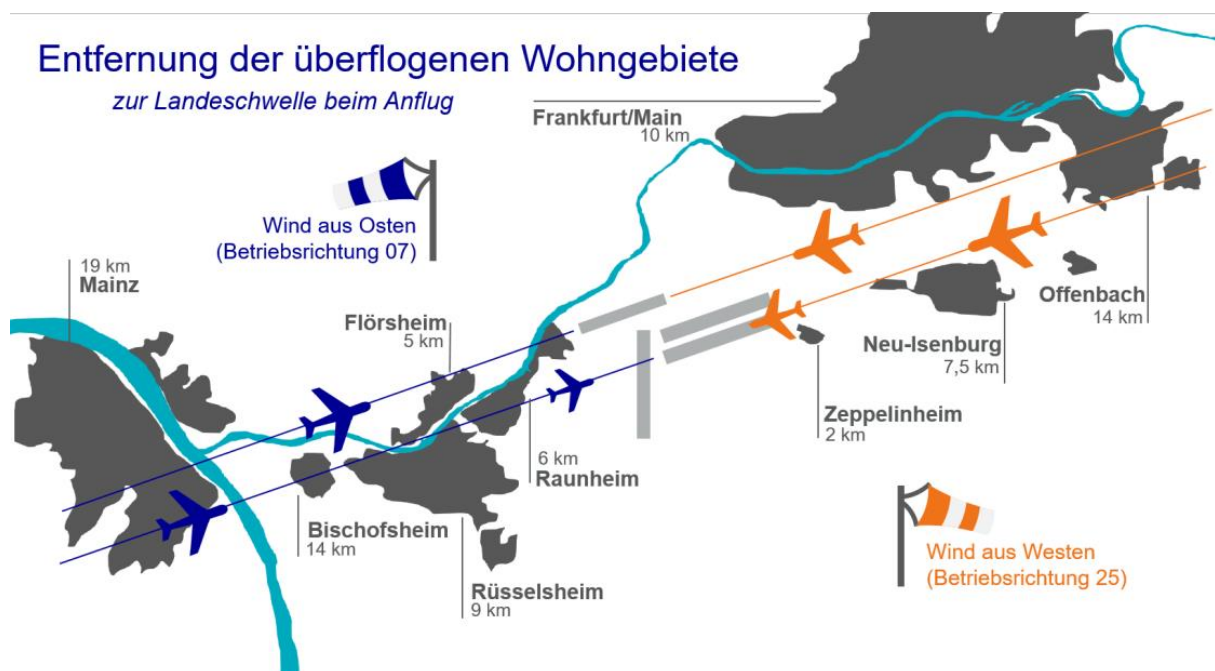 Entfernung der überflogenen Wohngebiete
zur Landeschwelle beim Anflug
Frankfurt/Main
10 km
Wind aus Osten
(Betriebsrichtung 07)
19 km
Mainz
Flörsheim
5 km
Offenbach
14 km
Neu-Isenburg
7,5 km
Zeppelinheim
2 km
6 km
Raunheim
Bischofsheim
14 km
Rüsselsheim
9 km
Wind aus Westen
(Betriebsrichtung 25)